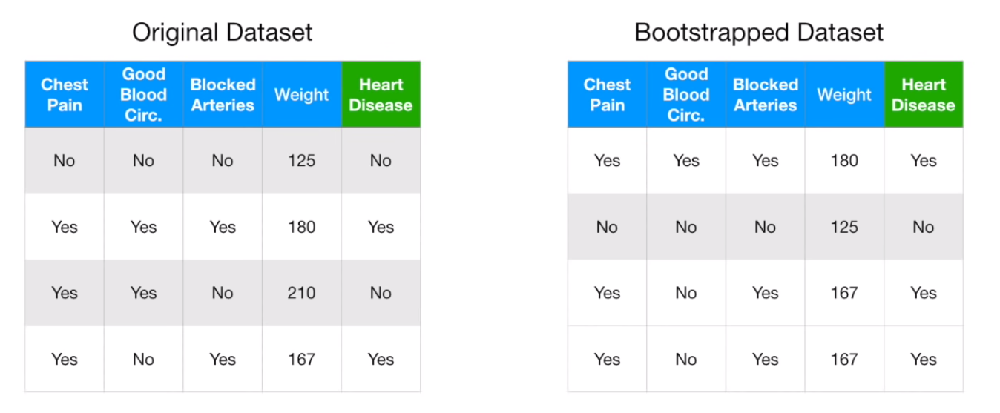 Original Dataset
Chest Pain Good Blood Circ. Blocked Arteries Weight Heart Disease
No No No 125 No
Yes Yes Yes 180 Yes
Yes Yes No 210 No
Yes No Yes 167 Yes
Bootstrapped Dataset
Chest Pain Good Blood Circ. Blocked Arteries Weight Heart Disease
Yes Yes Yes 180 Yes
No No No 125 No
Yes No Yes 167 Yes
Yes No Yes 167 Yes